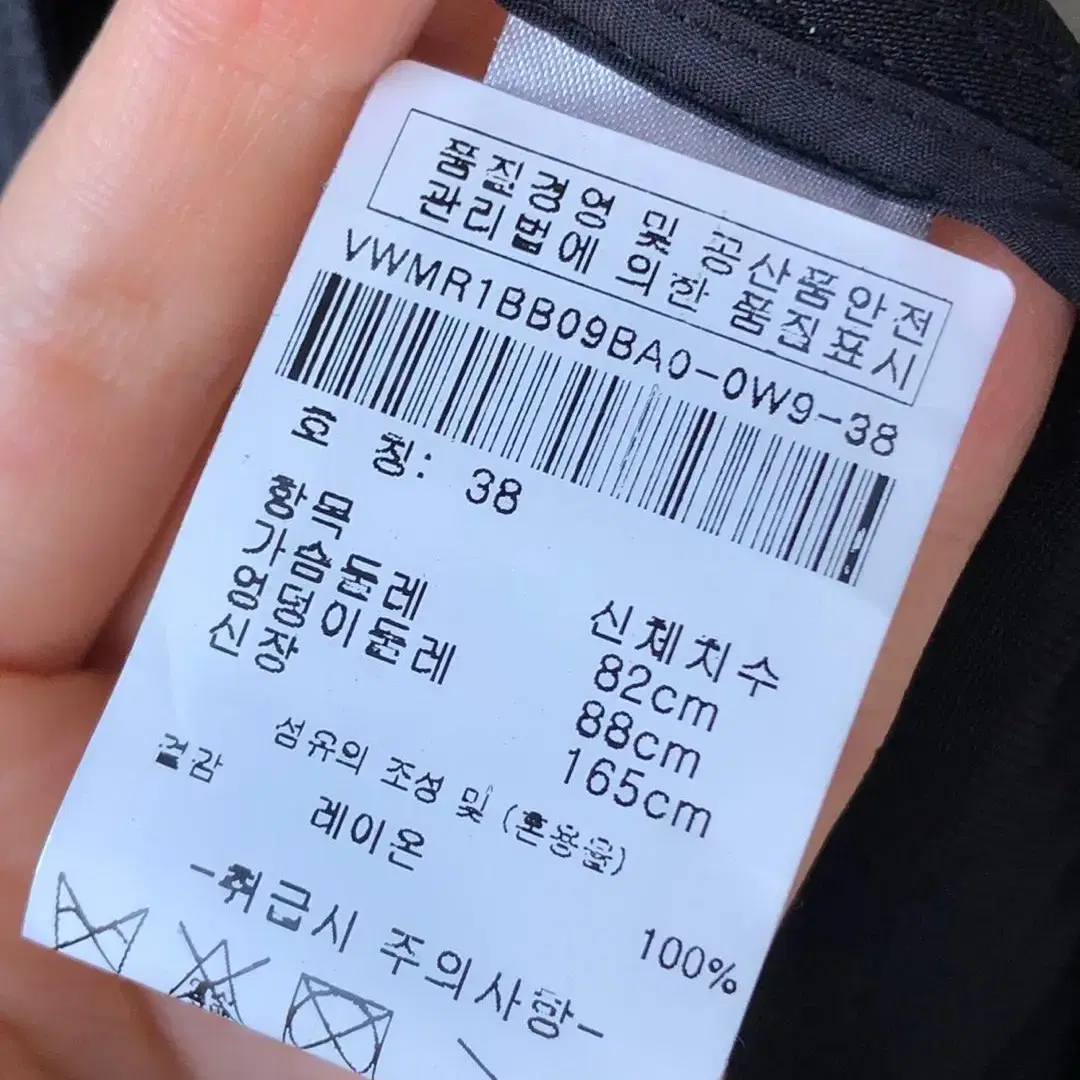 품질경영 및 공산품안전
관리법에 의한 품질표시
VWMR1BB09BA0-0W9-38
호 칭: 38
항목 신체치수
가슴둘레 82cm
엉덩이둘레 88cm
신장 165cm
섬유의 조성 및 (혼용율)
겉감
레이온 100%
-취급시 주의사항-